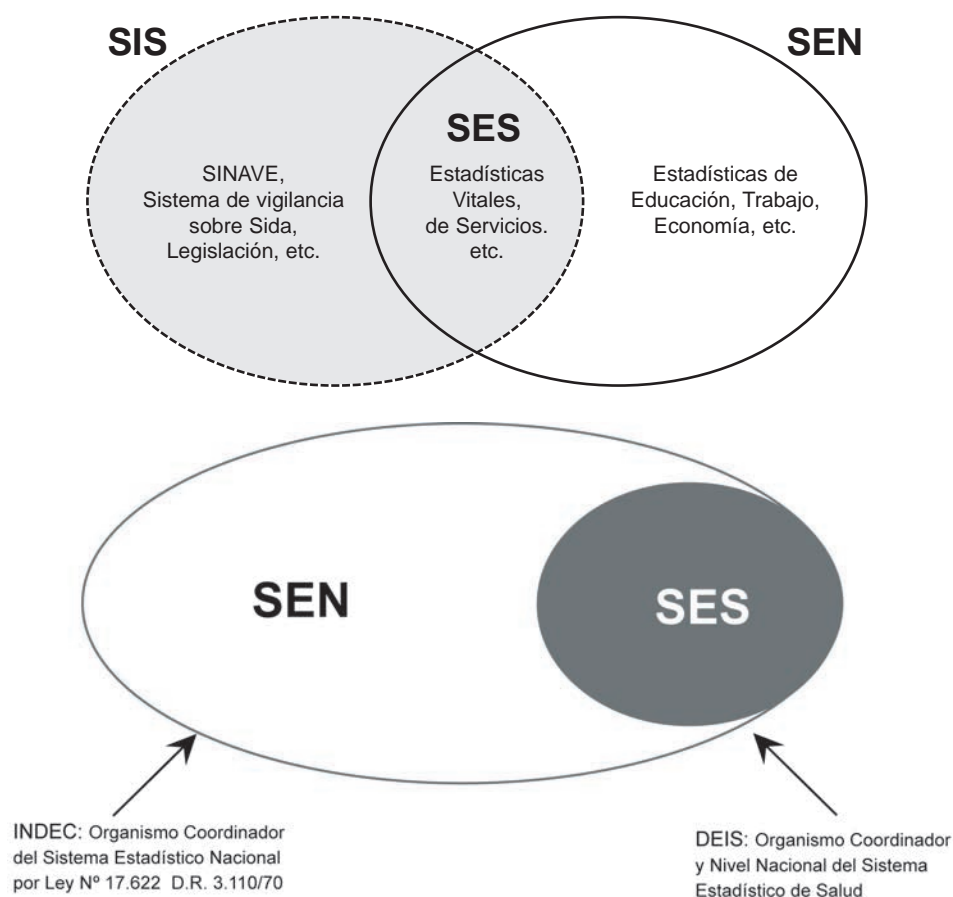 SIS
SEN
SES
SINAVE,
Sistema de vigilancia
sobre Sida,
Legislación, etc.
Estadísticas
Vitales,
de Servicios.
etc.
Estadísticas de
Educación, Trabajo,
Economía, etc.
SEN
SES
INDEC: Organismo Coordinador
del Sistema Estadístico Nacional
por Ley Nº 17.622 D.R. 3.110/70
DEIS: Organismo Coordinador
y Nivel Nacional del Sistema
Estadístico de Salud